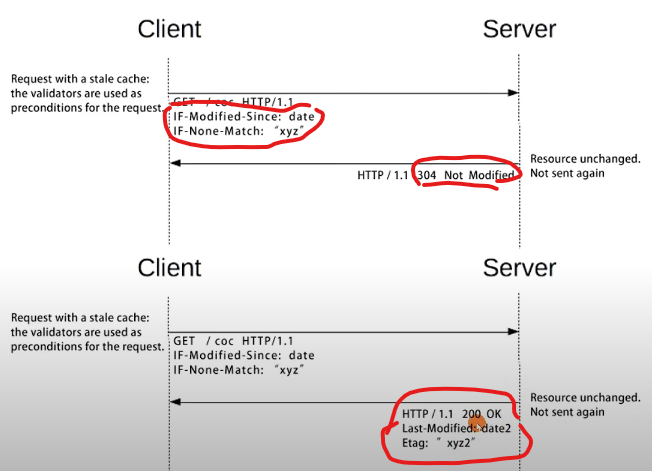 Client
Server
Request with a stale cache:
the validators are used as
preconditions for the request.
GET / coc HTTP/1.1
IF-Modified-Since: date
IF-None-Match: “xyz”
Resource unchanged.
Not sent again
HTTP / 1.1 304 Not Modified
Client
Server
Request with a stale cache:
the validators are used as
preconditions for the request.
GET / coc HTTP/1.1
IF-Modified-Since: date
IF-None-Match: “xyz”
Resource unchanged.
Not sent again
HTTP / 1.1 200 OK
Last-Modified: date2
Etag: “ xyz2”